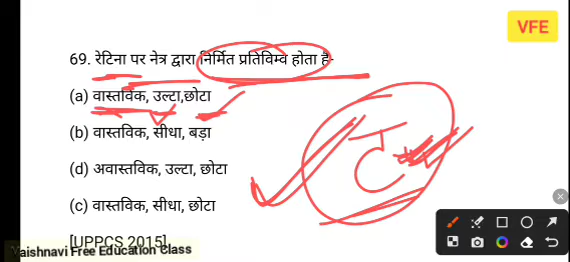 VFE
69. रेटिना पर नेत्र द्वारा निर्मित प्रतिविम्व होता है-
(a) वास्तविक, उल्टा,छोटा
(b) वास्तविक, सीधा, बड़ा
(d) अवास्तविक, उल्टा, छोटा
(c) वास्तविक, सीधा, छोटा
[UPPCS 2015]
Vaishnavi Free Education Class